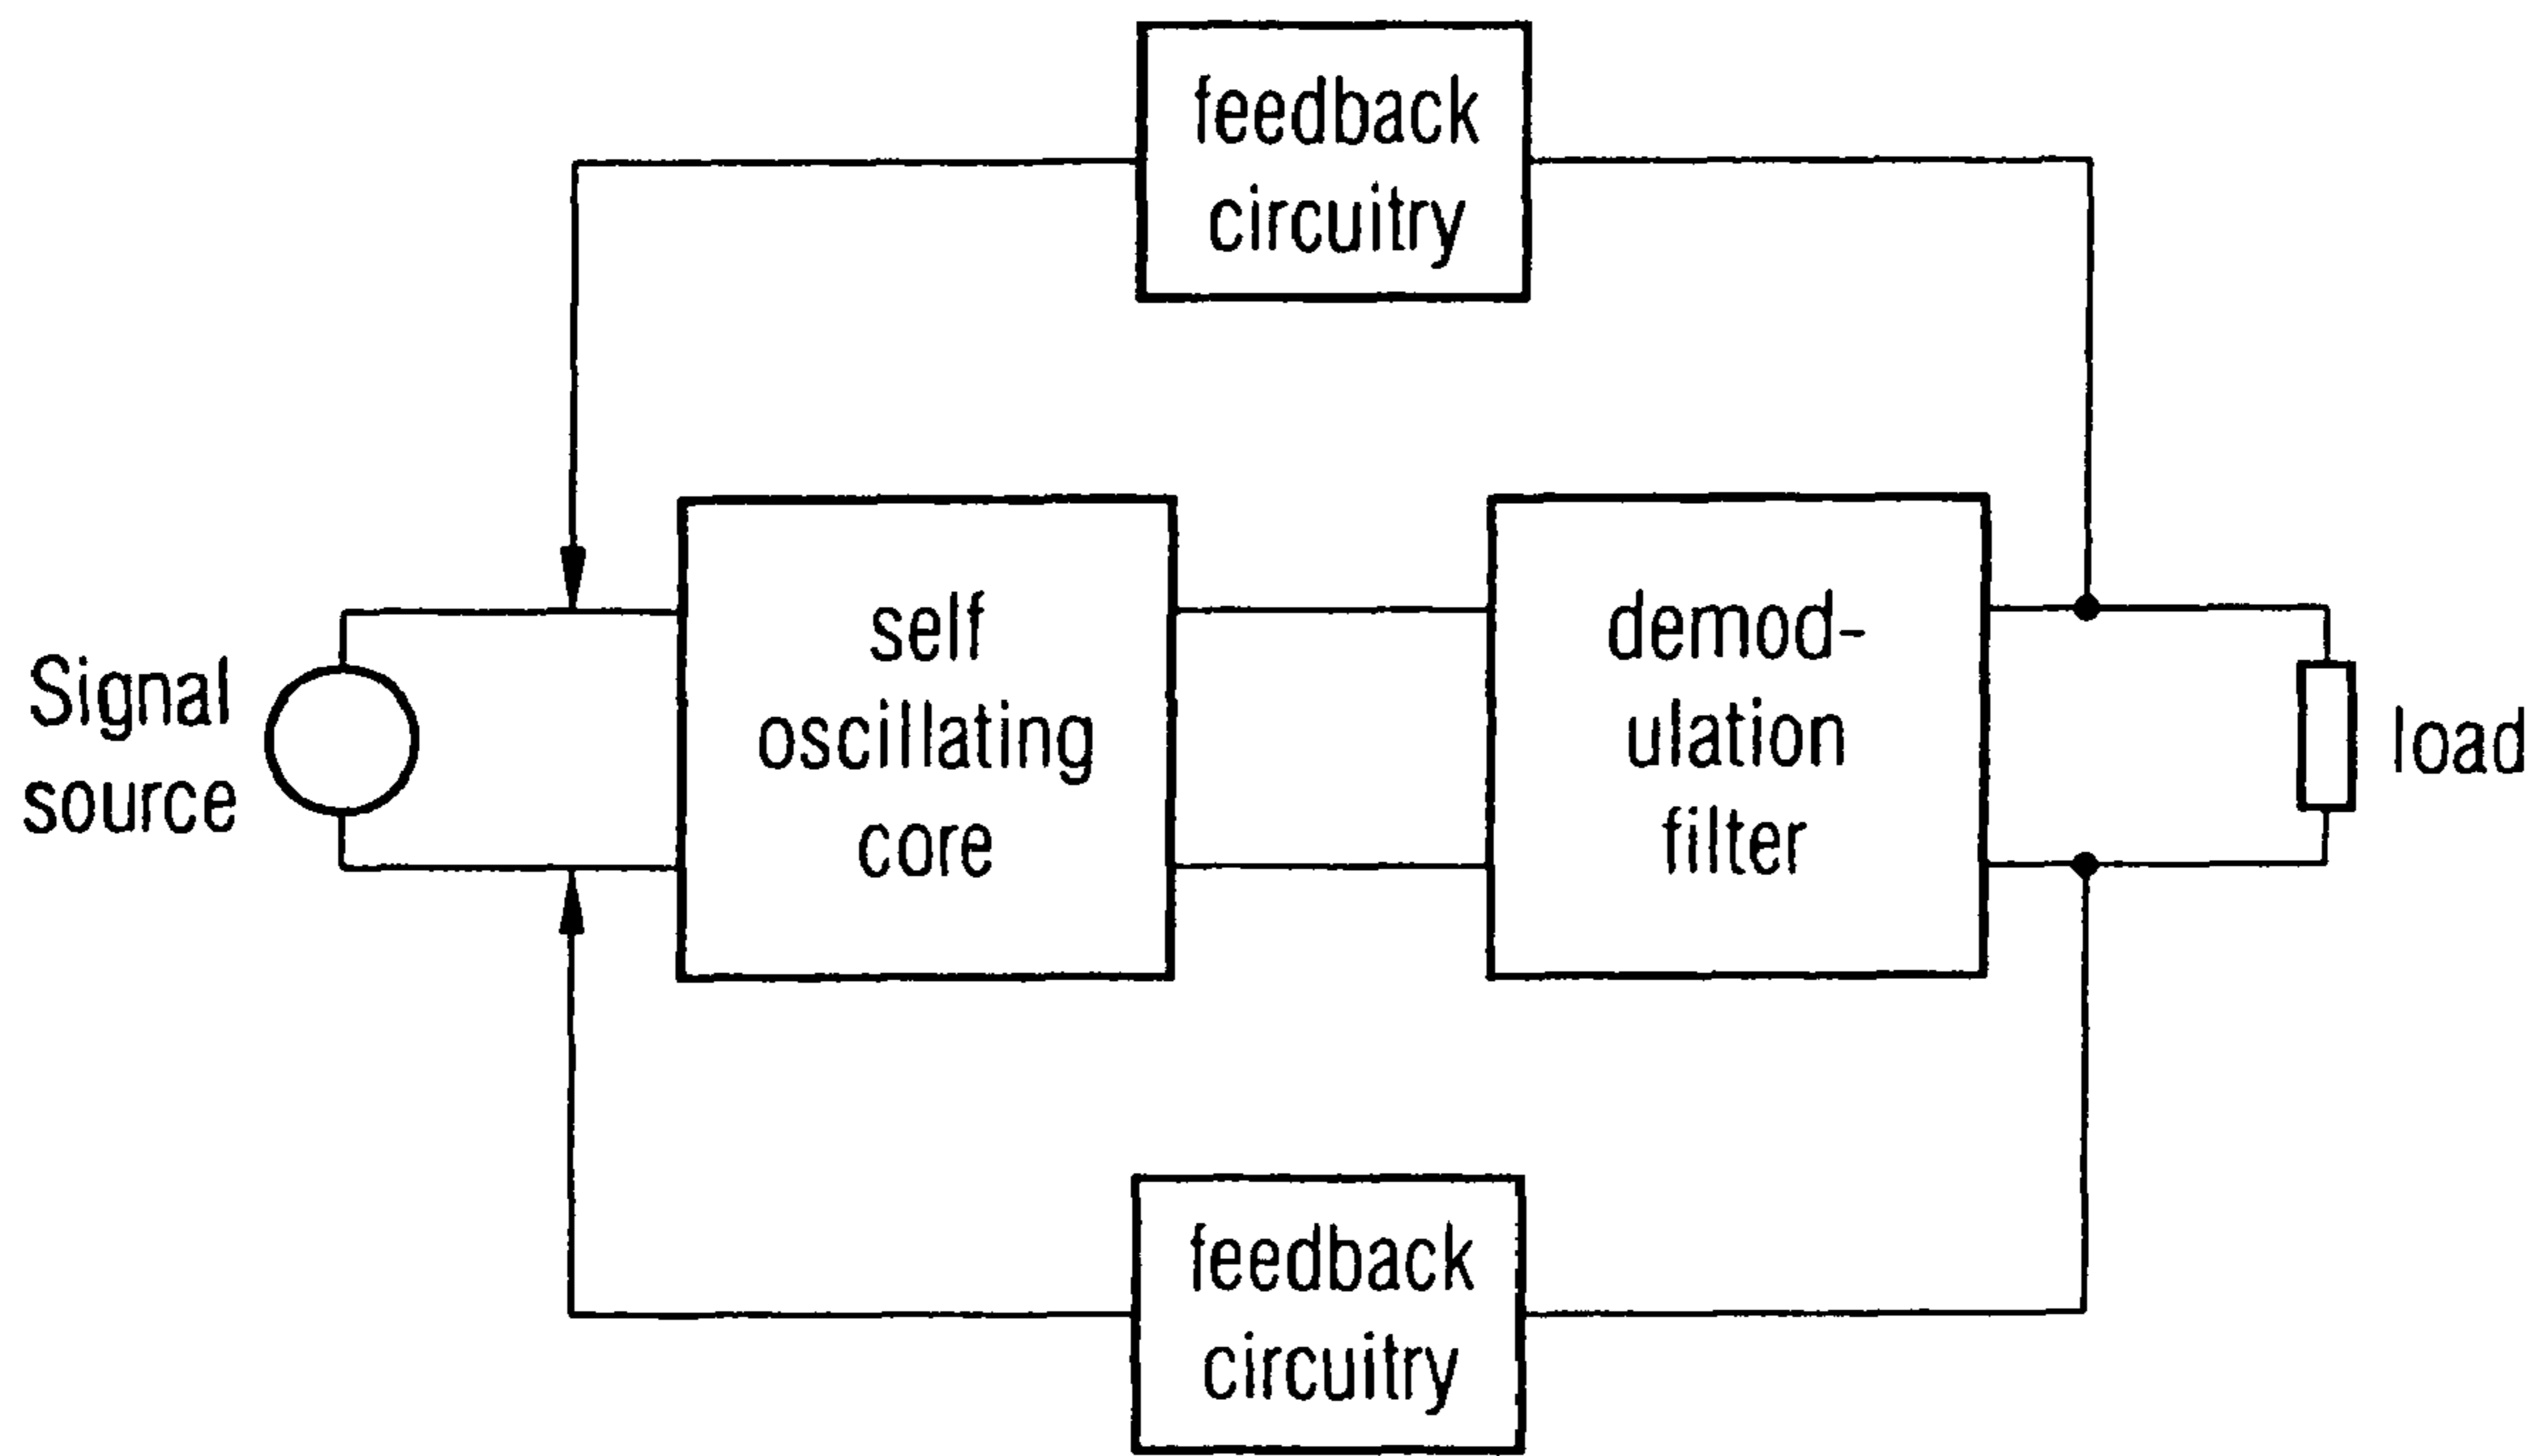 feedback
circuitry
Signal
source
self
oscillating
core
demod-
ulation
filter
load
feedback
circuitry